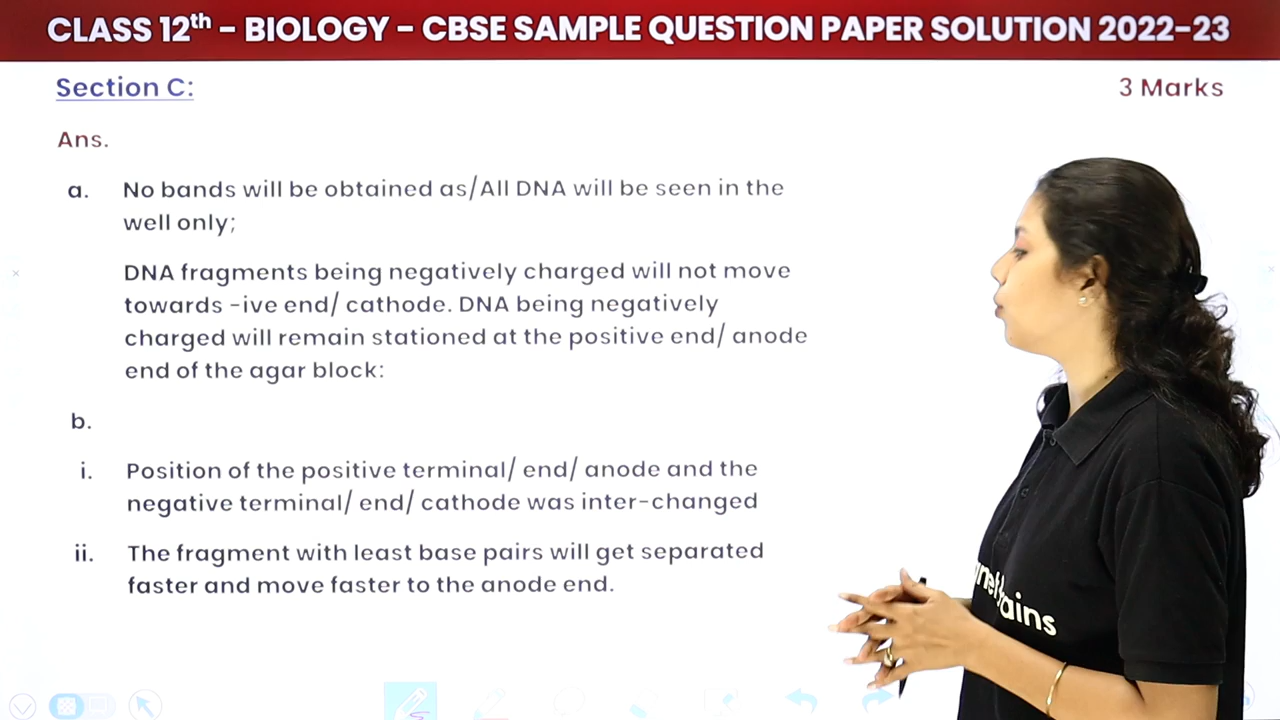 CLASS 12th – BIOLOGY – CBSE SAMPLE QUESTION PAPER SOLUTION 2022-23
Section C:
3 Marks
Ans.
a. No bands will be obtained as/All DNA will be seen in the
well only;
DNA fragments being negatively charged will not move
towards -ive end/ cathode. DNA being negatively
charged will remain stationed at the positive end/ anode
end of the agar block:
b.
i. Position of the positive terminal/ end/ anode and the
negative terminal/ end/ cathode was inter-changed
ii. The fragment with least base pairs will get separated
faster and move faster to the anode end.